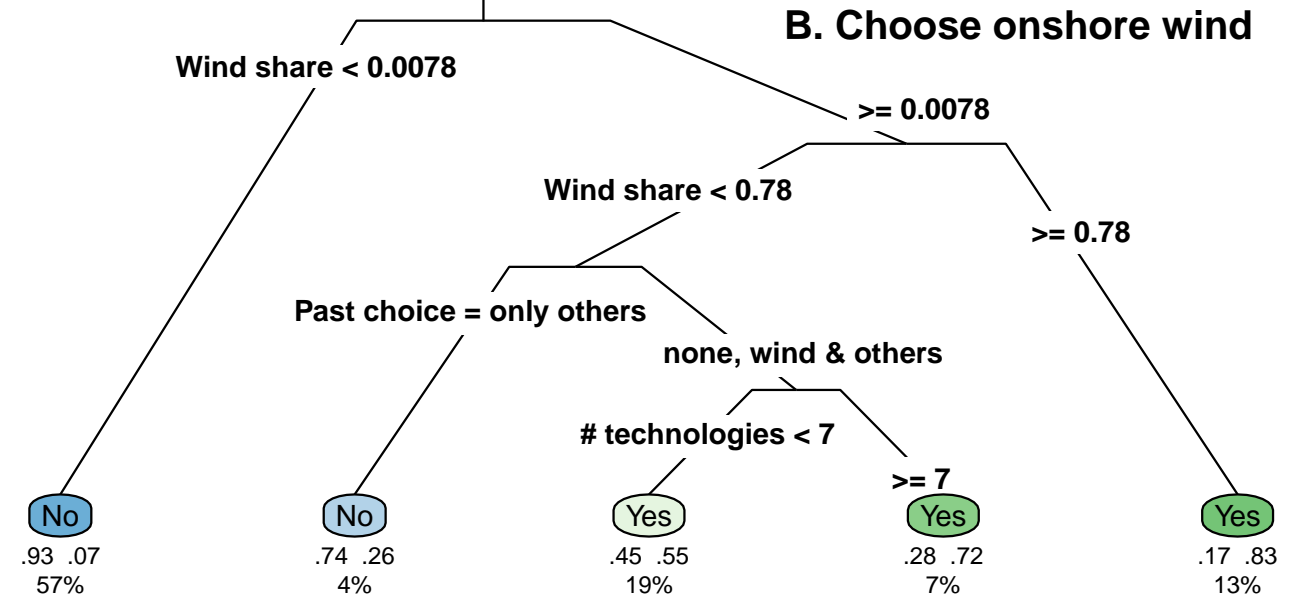 B. Choose onshore wind
Wind share < 0.0078
>= 0.0078
Wind share < 0.78
>= 0.78
Past choice = only others
none, wind & others
# technologies < 7
>= 7
No No Yes Yes Yes
.93 .07 .74 .26 .45 .55 .28 .72 .17 .83
57% 4% 19% 7% 13%